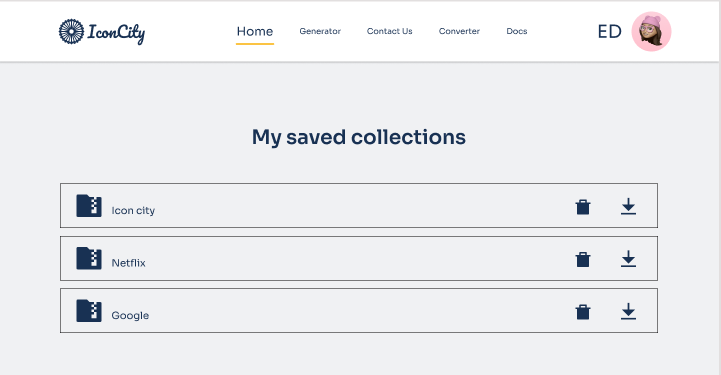 IconCity
Home Generator Contact Us Converter Docs
ED
My saved collections
Icon city
Netflix
Google